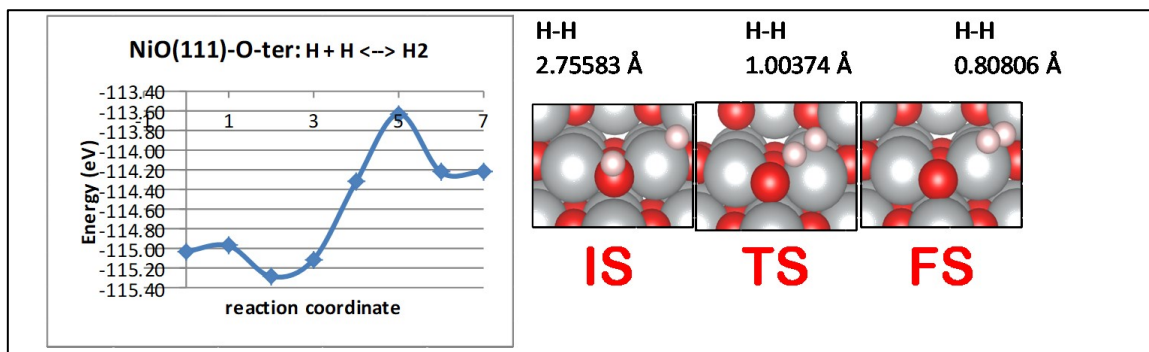 NiO(111)-O-ter: H + H <--> H2
-113.40
-113.60
-113.80
-114.00
-114.20
-114.40
-114.60
-114.80
-115.00
-115.20
-115.40
1 3 5 7
Energy (eV)
reaction coordinate
H-H H-H H-H
2.75583 Å 1.00374 Å 0.80806 Å
IS TS FS